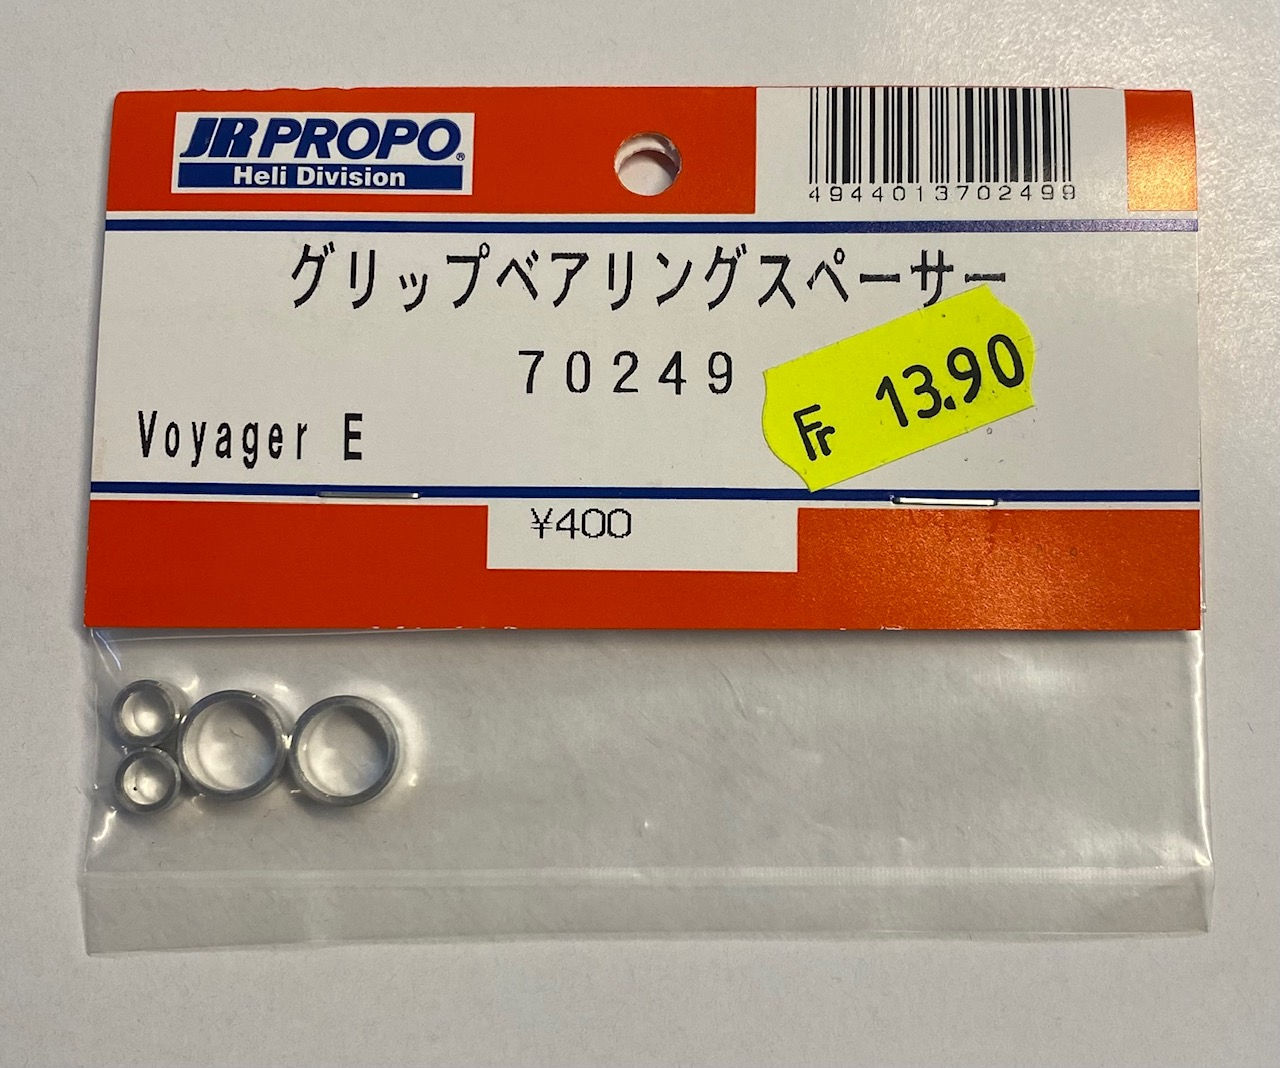 JR PROPO®
Heli Division
4944013702499
グリップベアリングスペーサー
70249
Fr 13.90
Voyager E
¥400